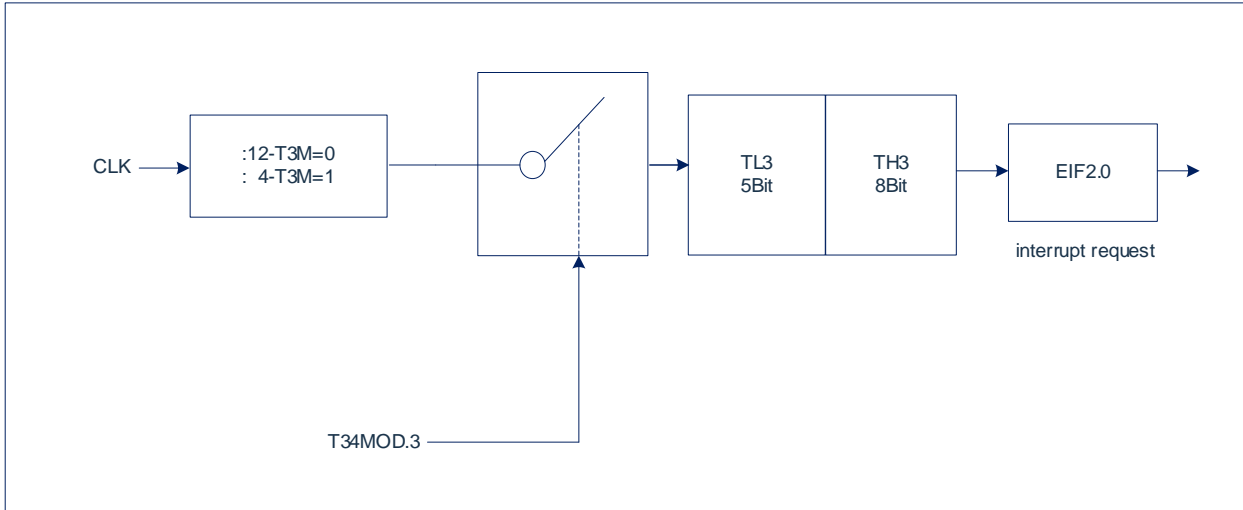 CLK
:12-T3M=0
: 4-T3M=1
TL3
5Bit
TH3
8Bit
EIF2.0
interrupt request
T34MOD.3